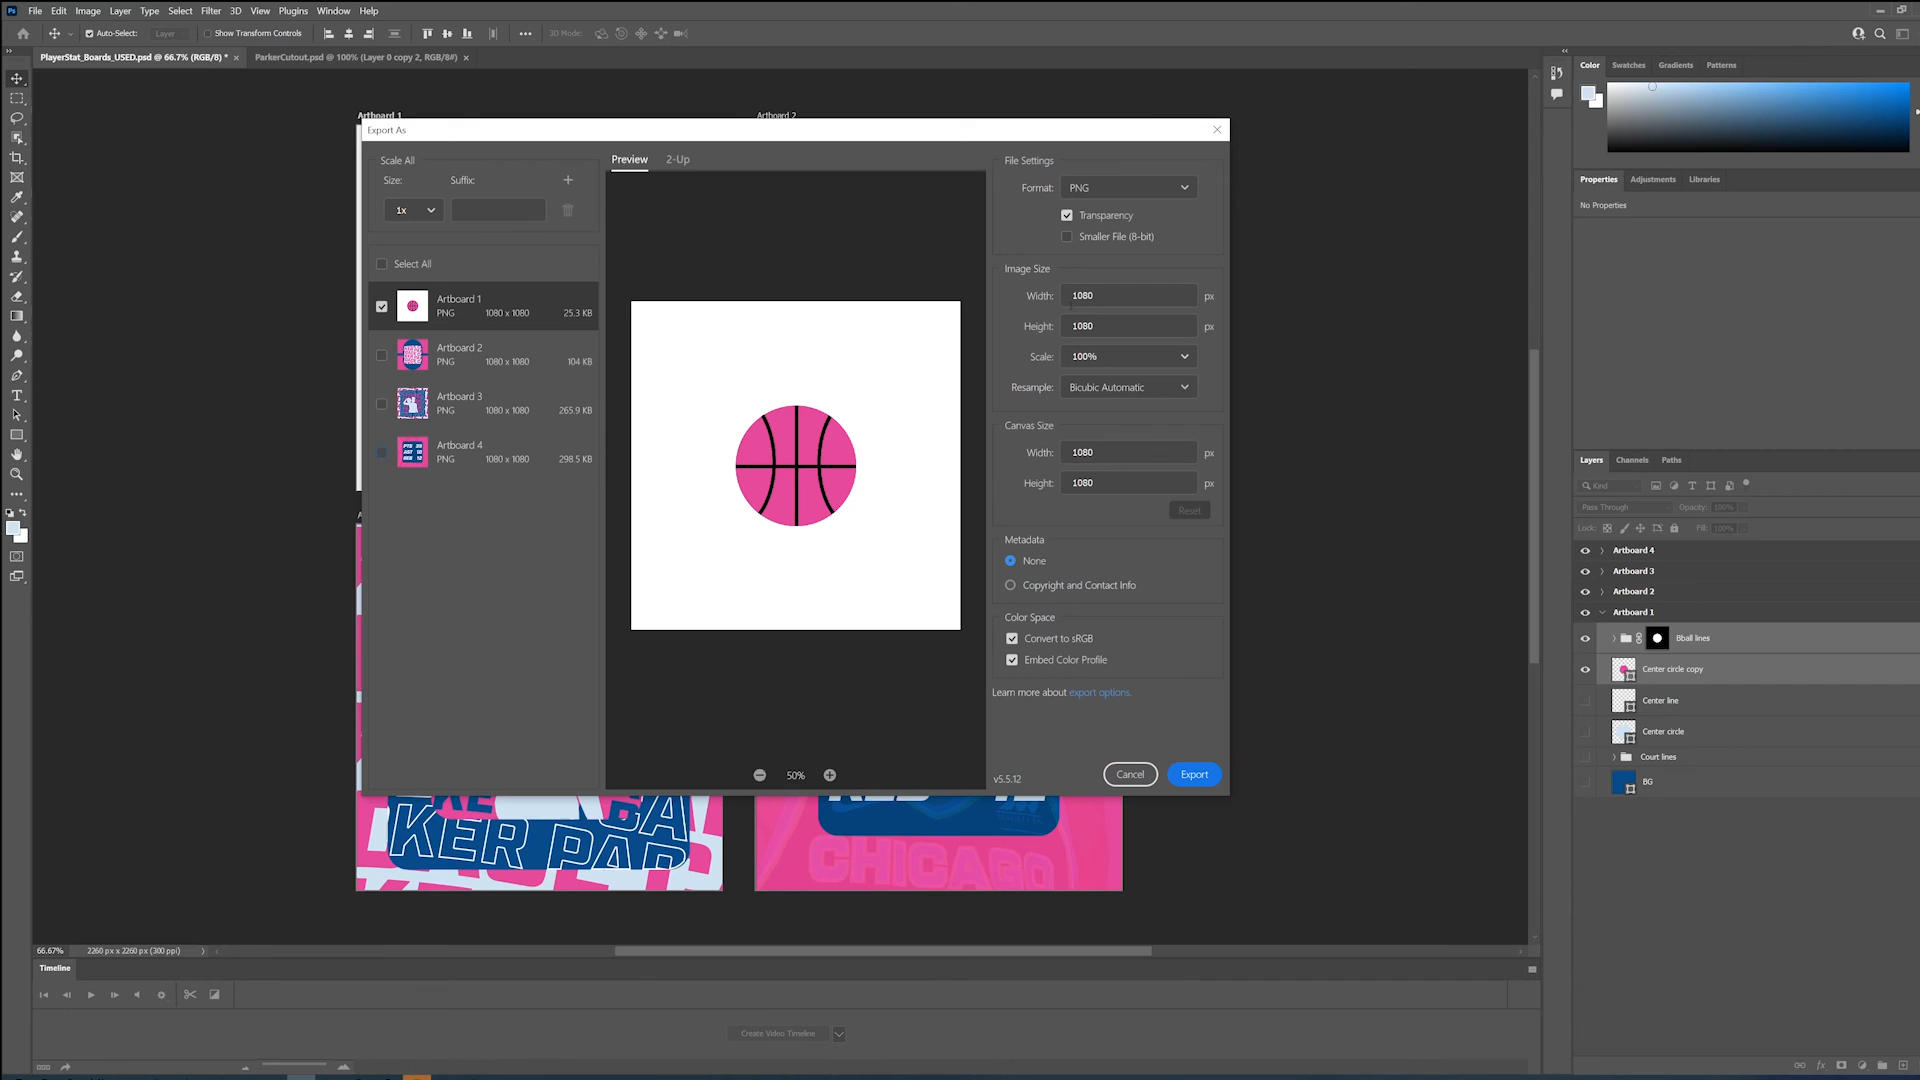 Ps File Edit Image Layer Type Select Filter 3D View Plugins Window Help
Auto-Select: Layer Show Transform Controls 3D Mode:
PlayerStat_Boards_USED.psd @ 66.7% (RGB/8) * × ParkerCutout.psd @ 100% (Layer 0 copy 2, RGB/8#) ×
Artboard 1 Artboard 2
Export As
Scale All
Size: Suffix:
1x
Select All
Artboard 1
PNG 1080 x 1080 25.3 KB
Artboard 2
PNG 1080 x 1080 104 KB
Artboard 3
PNG 1080 x 1080 265.9 KB
Artboard 4
PNG 1080 x 1080 298.5 KB
Preview 2-Up
50%
File Settings
Format: PNG
Transparency
Smaller File (8-bit)
Image Size
Width: 1080 px
Height: 1080 px
Scale: 100%
Resample: Bicubic Automatic
Canvas Size
Width: 1080 px
Height: 1080 px
Reset
Metadata
None
Copyright and Contact Info
Color Space
Convert to sRGB
Embed Color Profile
Learn more about export options.
v5.5.12 Cancel Export
KER PAR
CHICAGO
66.67% 2260 px x 2260 px (300 ppi)
Timeline
Create Video Timeline
Color Swatches Gradients Patterns
Properties Adjustments Libraries
No Properties
Layers Channels Paths
Kind
Pass Through Opacity: 100%
Lock: Fill: 100%
Artboard 4
Artboard 3
Artboard 2
Artboard 1
Bball lines
Center circle copy
Center line
Center circle
Court lines
BG